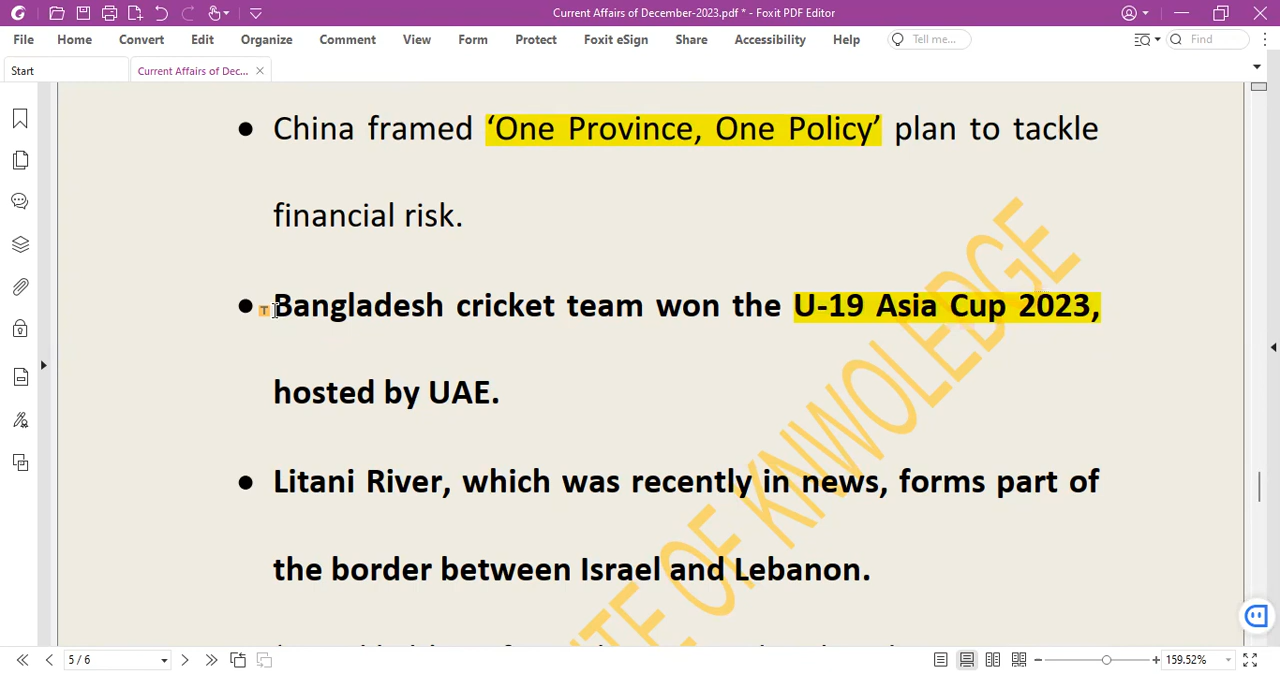 Current Affairs of December-2023.pdf * - Foxit PDF Editor
File Home Convert Edit Organize Comment View Form Protect Foxit eSign Share Accessibility Help Tell me... Find
Start Current Affairs of Dec...
• China framed ‘One Province, One Policy’ plan to tackle
financial risk.
• Bangladesh cricket team won the U-19 Asia Cup 2023,
hosted by UAE.
• Litani River, which was recently in news, forms part of
the border between Israel and Lebanon.
TE OF KNWOLEDGE
5 / 6 159.52%